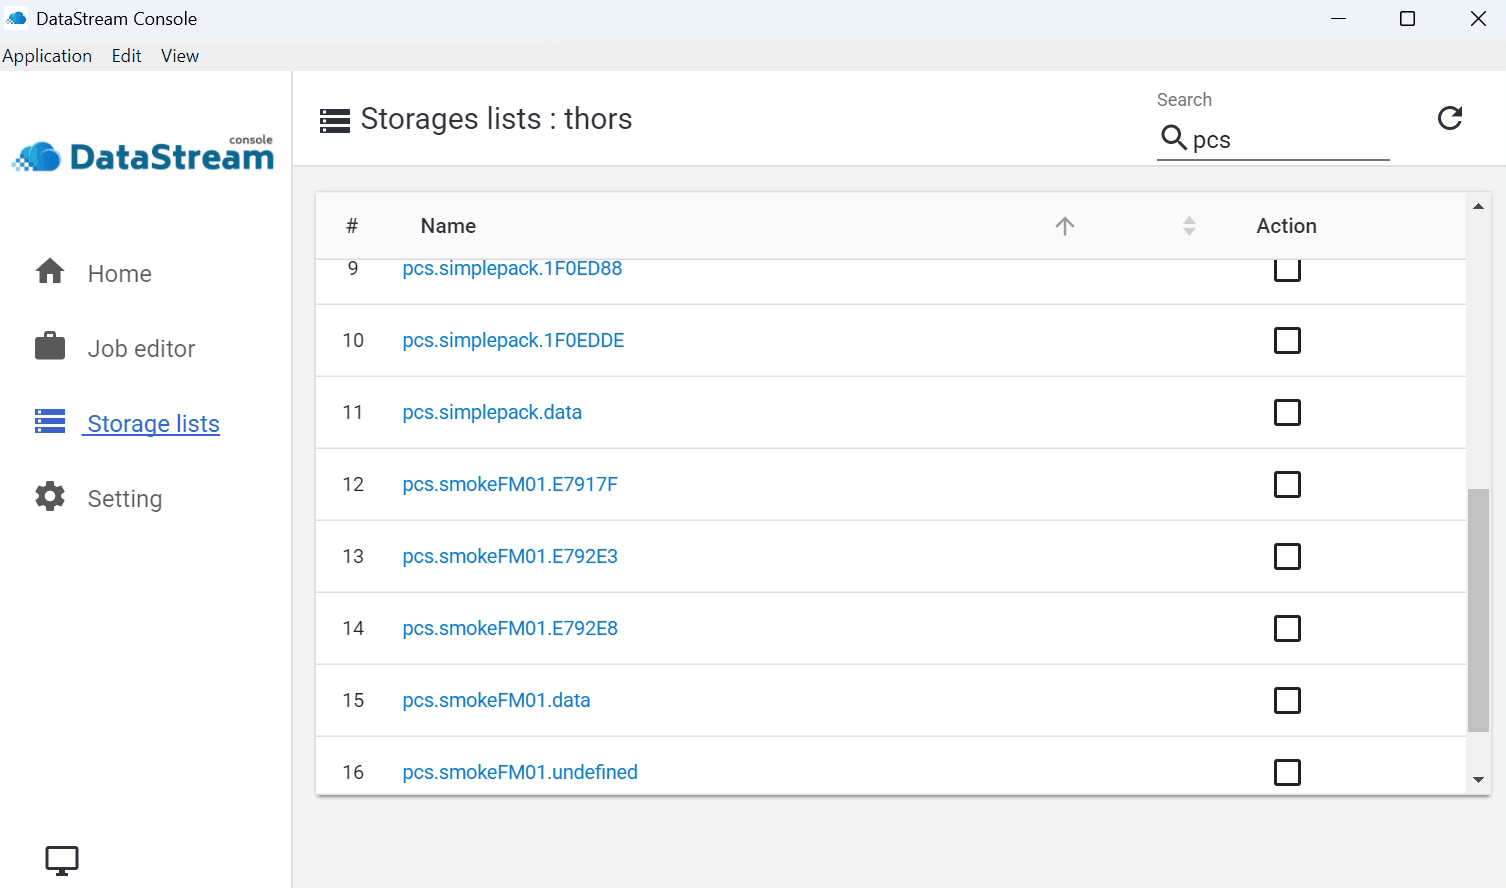 DataStream Console
Application Edit View
console
DataStream
Home
Job editor
Storage lists
Setting
Storages lists : thors
Search
pcs
# Name Action
9 pcs.simplepack.1F0ED88
10 pcs.simplepack.1F0EDDE
11 pcs.simplepack.data
12 pcs.smokeFM01.E7917F
13 pcs.smokeFM01.E792E3
14 pcs.smokeFM01.E792E8
15 pcs.smokeFM01.data
16 pcs.smokeFM01.undefined